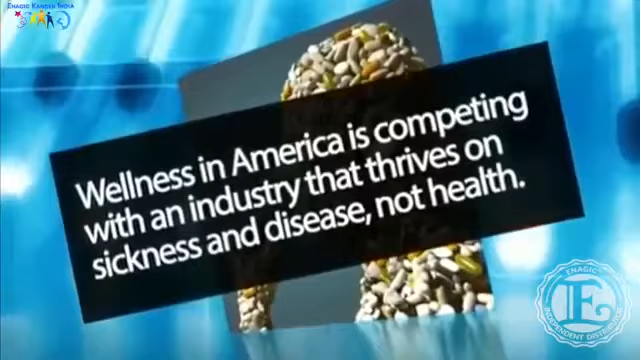 Enagic Kangen India
Wellness in America is competing
with an industry that thrives on
sickness and disease, not health.
ENAGIC
E
INDEPENDENT DISTRIBUTOR